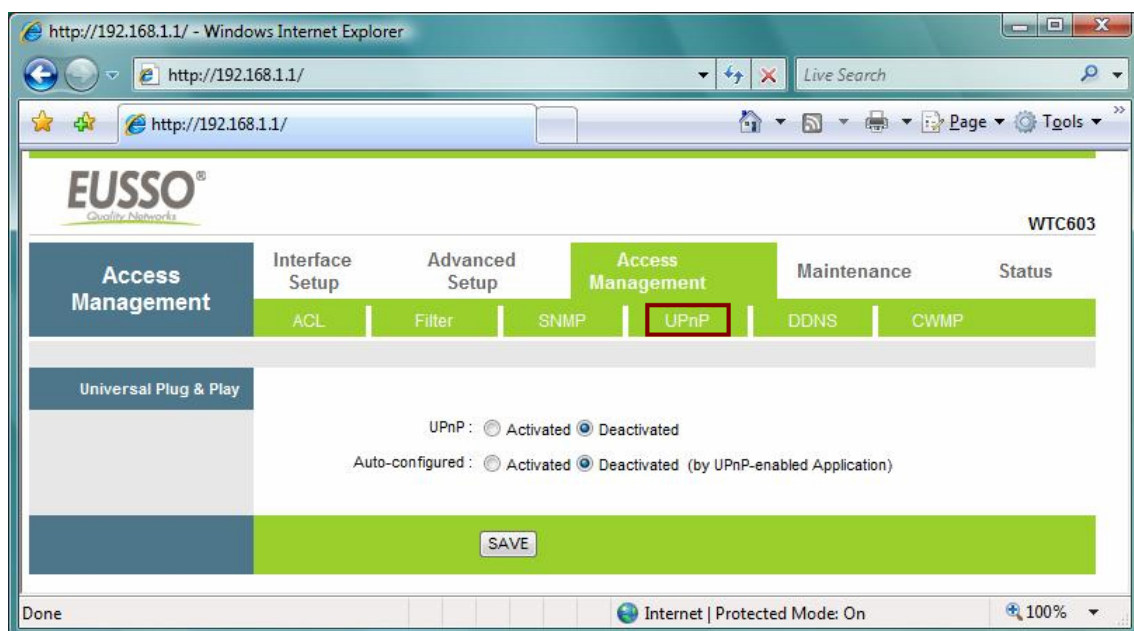 http://192.168.1.1/ - Windows Internet Explorer
http://192.168.1.1/
Live Search
http://192.168.1.1/
Page
Tools
EUSSO®
Quality Networks
WTC603
Access Management
Interface Setup
Advanced Setup
Access Management
Maintenance
Status
ACL
Filter
SNMP
UPnP
DDNS
CWMP
Universal Plug & Play
UPnP : Activated Deactivated
Auto-configured : Activated Deactivated (by UPnP-enabled Application)
SAVE
Done
Internet | Protected Mode: On
100%